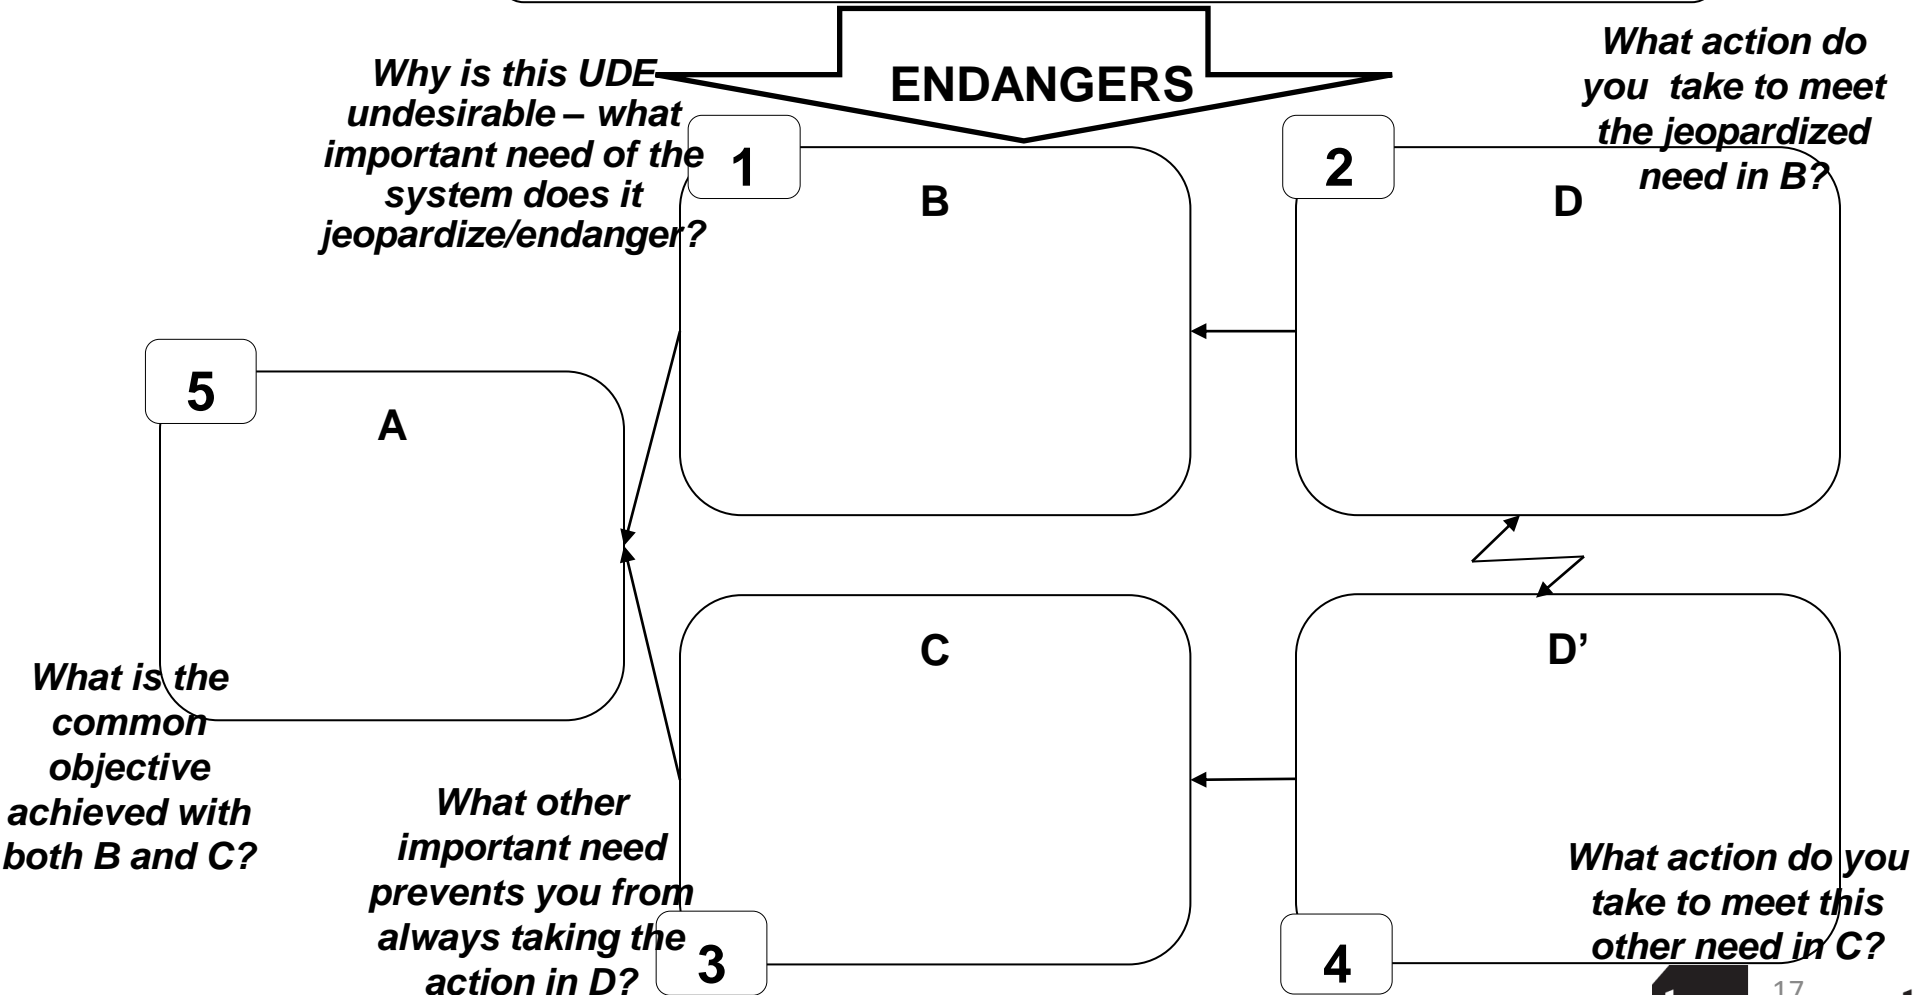 ENDANGERS
Why is this UDE
undesirable – what
important need of the
system does it
jeopardize/endanger?
What action do
you take to meet
the jeopardized
need in B?
1
B
2
D
5
A
What is the
common
objective
achieved with
both B and C?
C
D’
What other
important need
prevents you from
always taking the
action in D?
3
4
What action do you
take to meet this
other need in C?
17